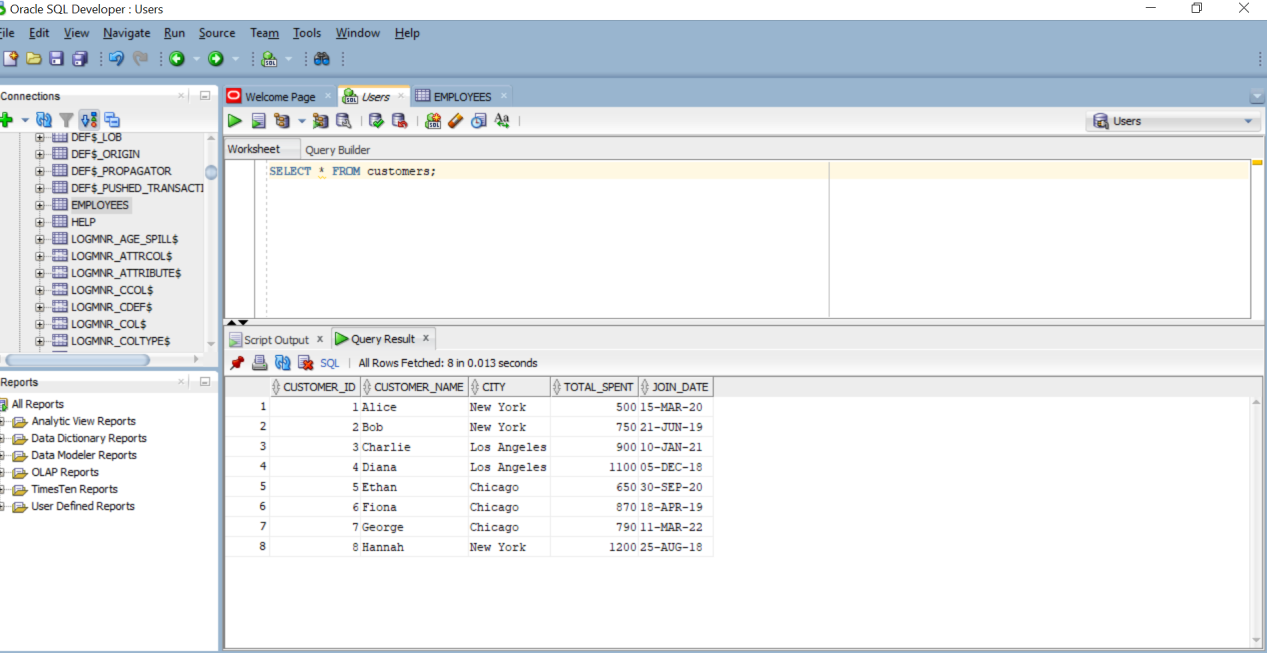 Oracle SQL Developer : Users
File Edit View Navigate Run Source Team Tools Window Help
Connections
DEF$_LOB
DEF$_ORIGIN
DEF$_PROPAGATOR
DEF$_PUSHED_TRANSACTI
EMPLOYEES
HELP
LOGMNR_AGE_SPILL$
LOGMNR_ATTRCOL$
LOGMNR_ATTRIBUTE$
LOGMNR_CCOL$
LOGMNR_CDEF$
LOGMNR_COL$
LOGMNR_COLTYPE$
Reports
All Reports
Analytic View Reports
Data Dictionary Reports
Data Modeler Reports
OLAP Reports
TimesTen Reports
User Defined Reports
Welcome Page Users EMPLOYEES
Users
Worksheet Query Builder
SELECT * FROM customers;
Script Output Query Result
SQL | All Rows Fetched: 8 in 0.013 seconds
CUSTOMER_ID CUSTOMER_NAME CITY TOTAL_SPENT JOIN_DATE
1 1 Alice New York 500 15-MAR-20
2 2 Bob New York 750 21-JUN-19
3 3 Charlie Los Angeles 900 10-JAN-21
4 4 Diana Los Angeles 1100 05-DEC-18
5 5 Ethan Chicago 650 30-SEP-20
6 6 Fiona Chicago 870 18-APR-19
7 7 George Chicago 790 11-MAR-22
8 8 Hannah New York 1200 25-AUG-18